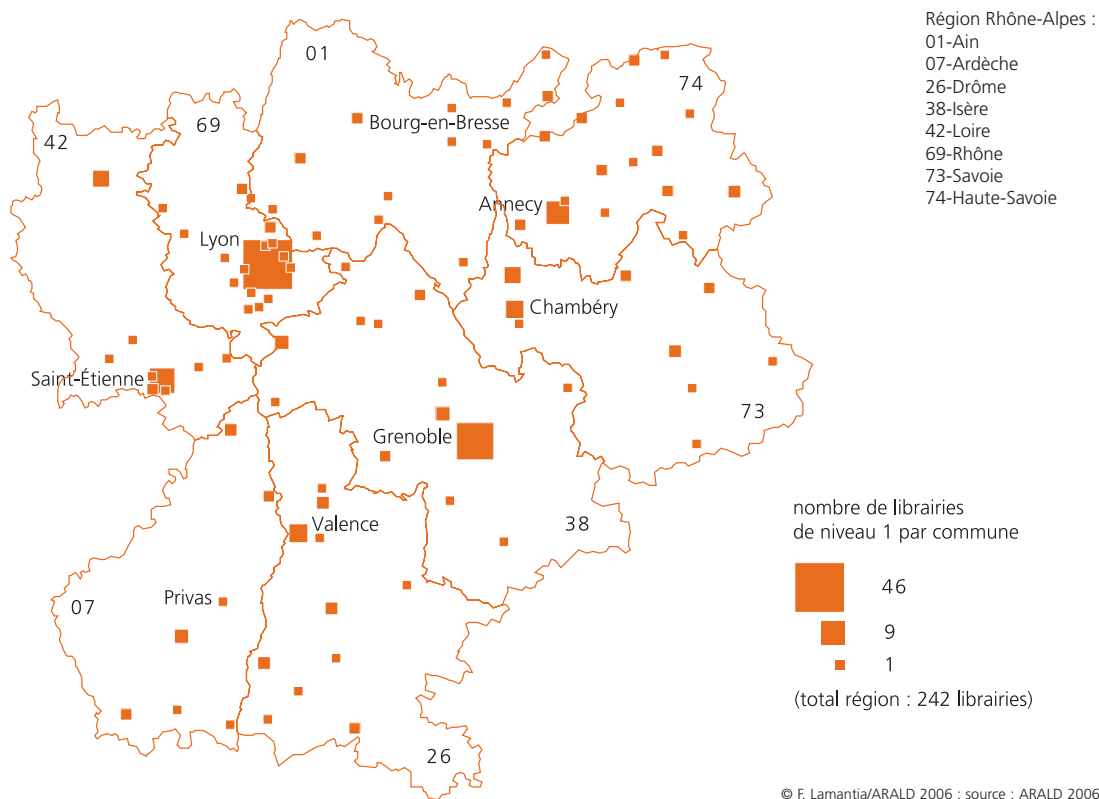 Région Rhône-Alpes :
01-Ain
07-Ardèche
26-Drôme
38-Isère
42-Loire
69-Rhône
73-Savoie
74-Haute-Savoie
01
74
Bourg-en-Bresse
69
42
Annecy
Lyon
Chambéry
Saint-Étienne
73
Grenoble
38
Valence
07
Privas
26
nombre de librairies
de niveau 1 par commune
46
9
1
(total région : 242 librairies)
© F. Lamantia/ARALD 2006 : source : ARALD 2006